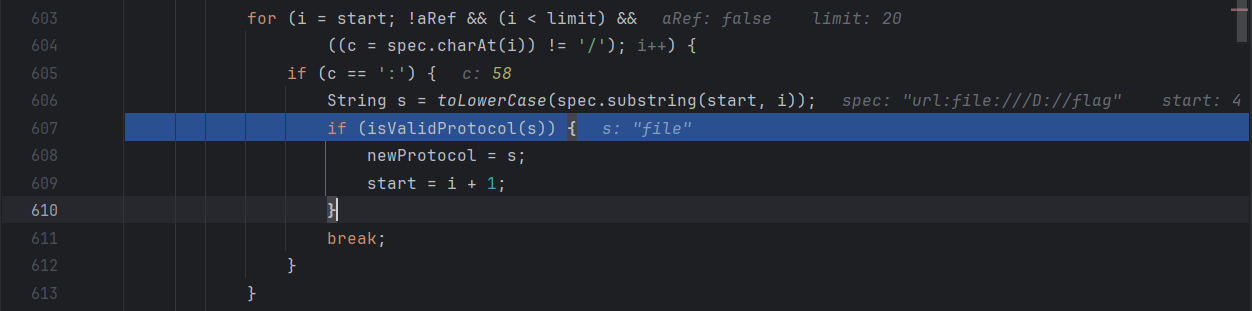 603 for (i = start; !aRef && (i < limit) && aRef: false limit: 20
604 ((c = spec.charAt(i)) != '/'); i++) {
605 if (c == ':') { c: 58
606 String s = toLowerCase(spec.substring(start, i)); spec: "url:file:///D://flag" start: 4
607 if (isValidProtocol(s)) { s: "file"
608 newProtocol = s;
609 start = i + 1;
610 }
611 break;
612 }
613 }